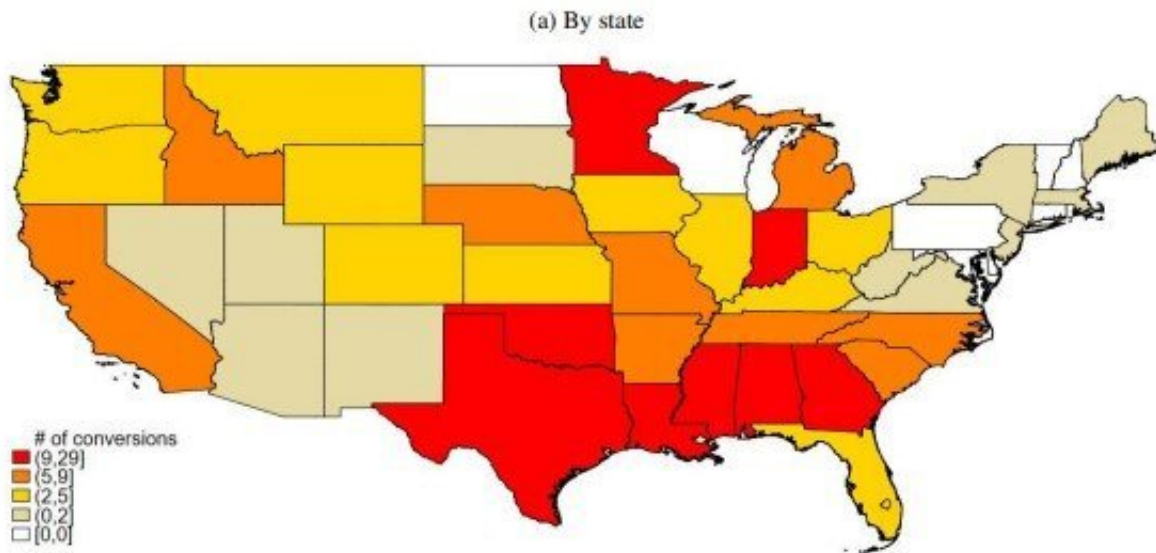 (a) By state
# of conversions
(9,29]
(5,9]
(2,5]
(0,2]
[0,0]